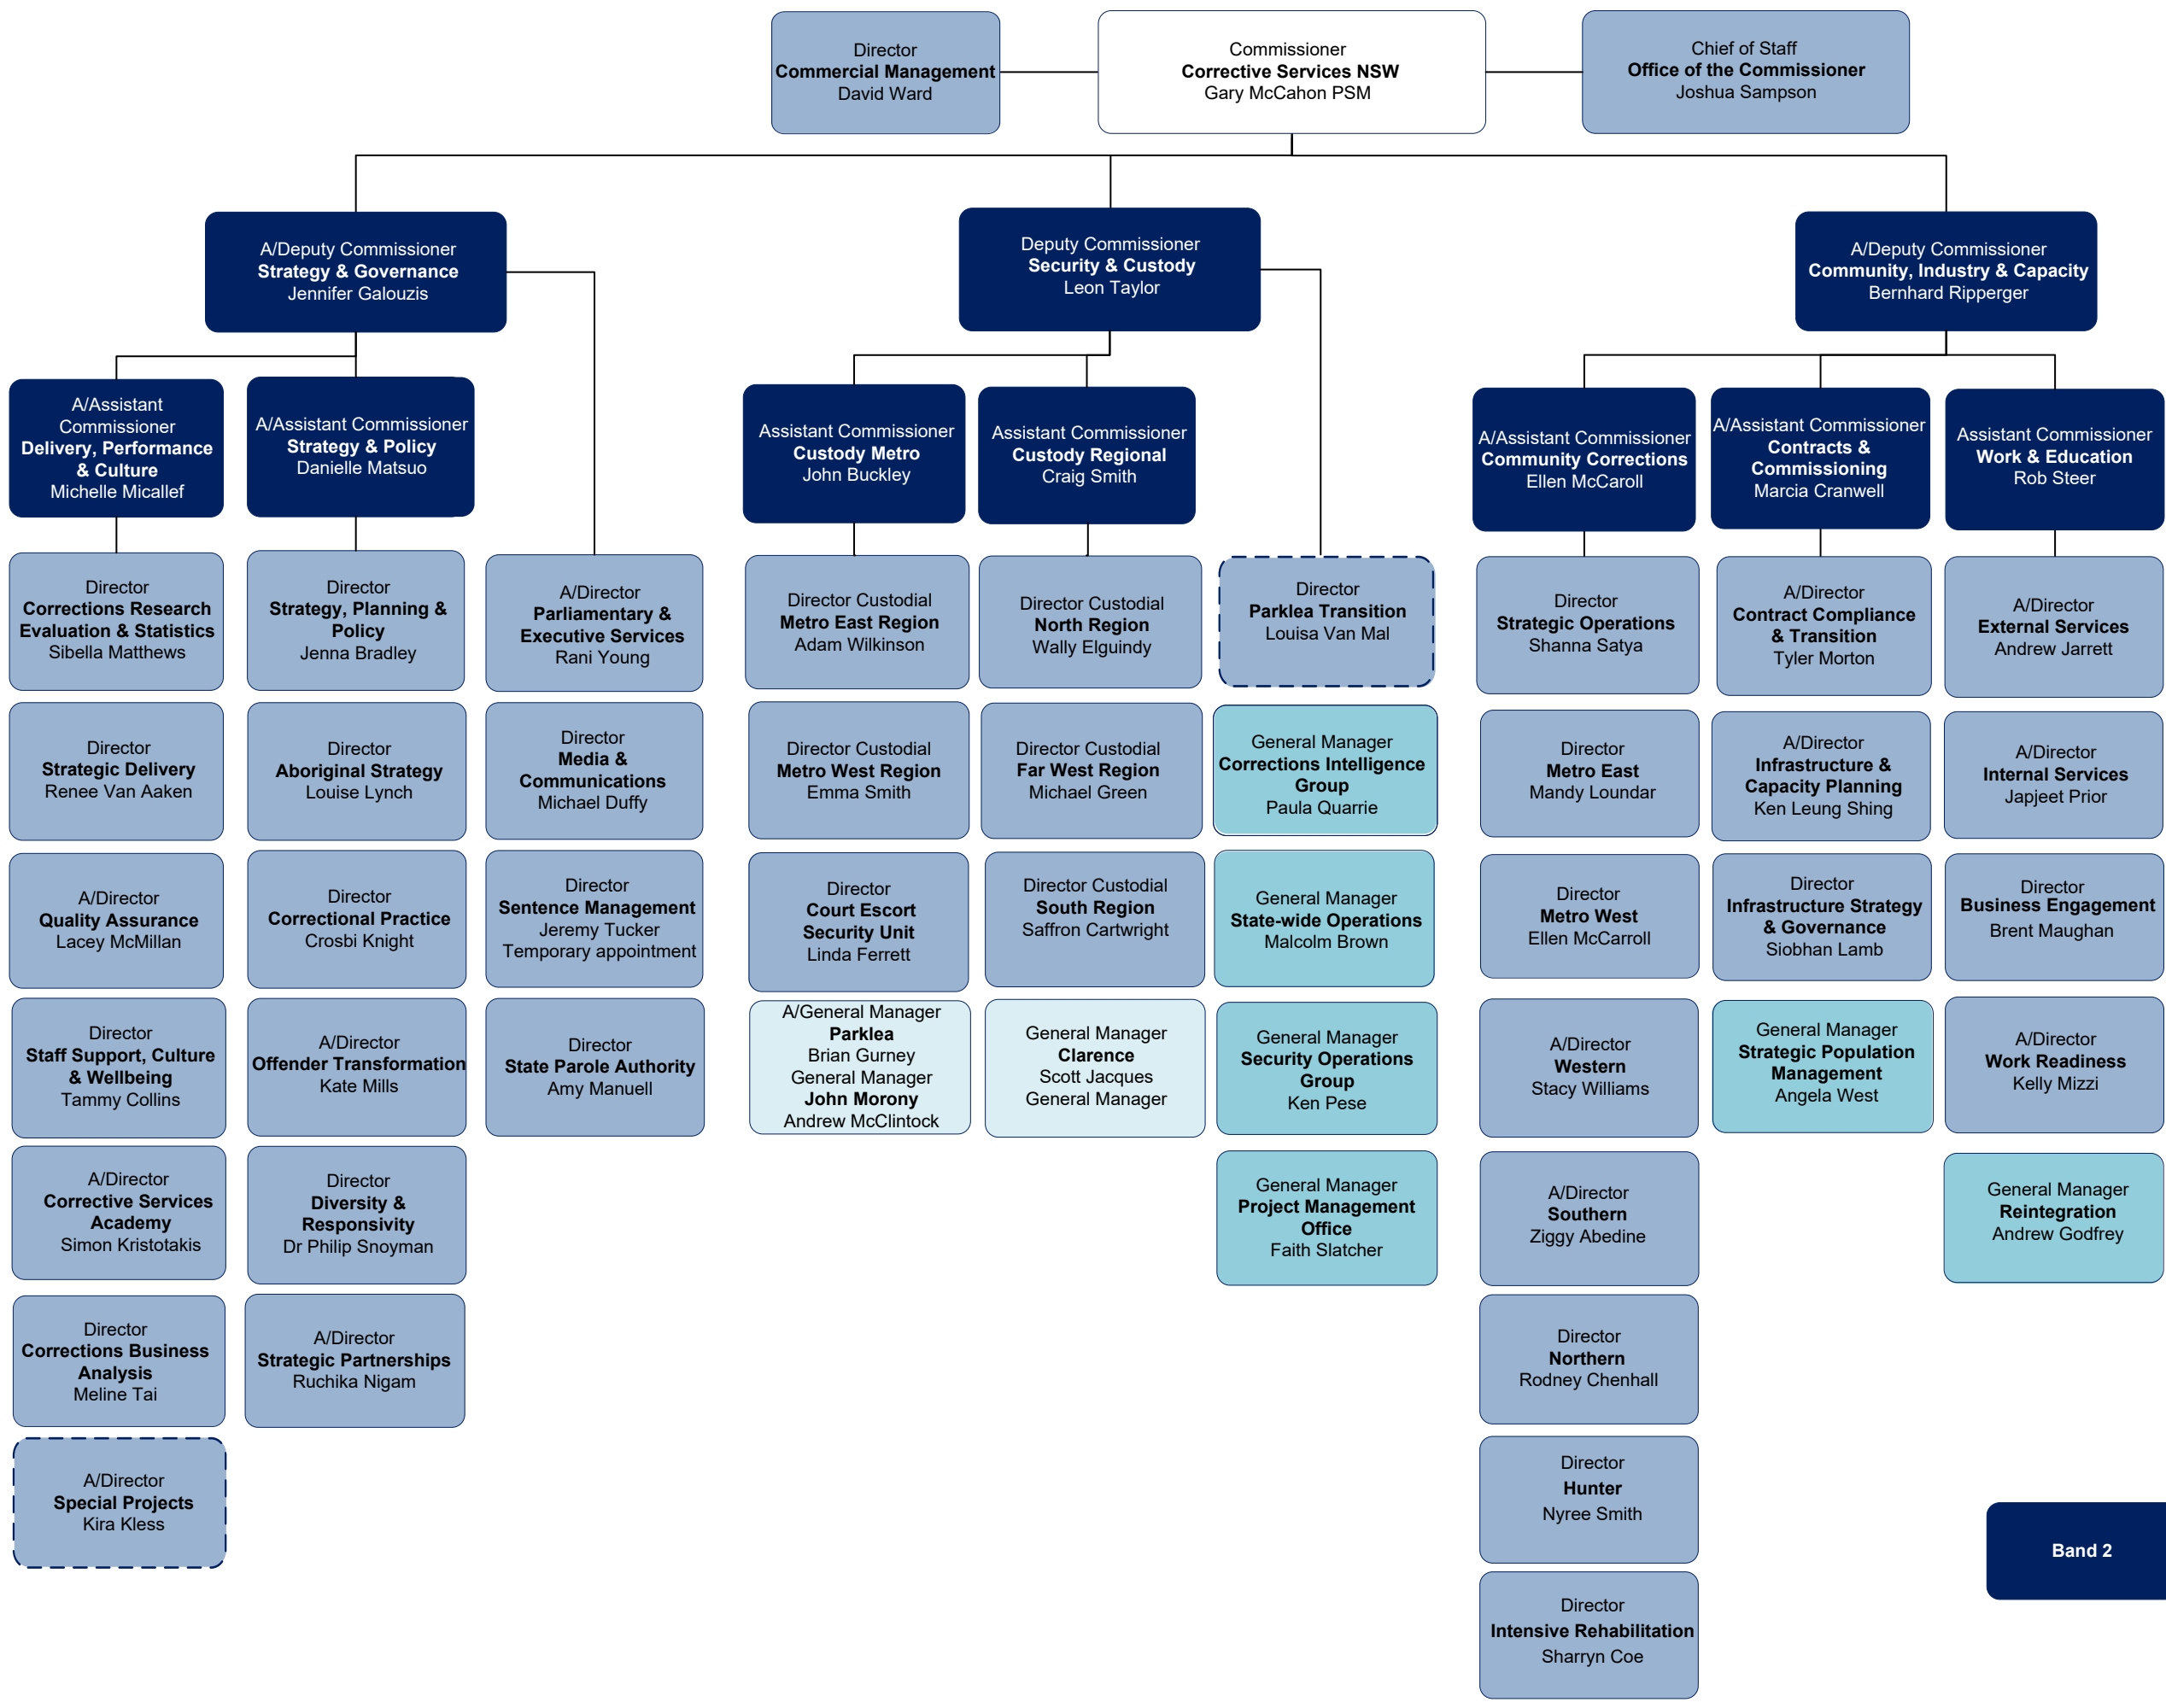 Director
Commercial Management
David Ward
Commissioner
Corrective Services NSW
Gary McCahon PSM
Chief of Staff
Office of the Commissioner
Joshua Sampson
A/Deputy Commissioner
Strategy & Governance
Jennifer Galouzis
Deputy Commissioner
Security & Custody
Leon Taylor
A/Deputy Commissioner
Community, Industry & Capacity
Bernhard Ripperger
A/Assistant
Commissioner
Delivery, Performance
& Culture
Michelle Micallef
A/Assistant Commissioner
Strategy & Policy
Danielle Matsuo
Assistant Commissioner
Custody Metro
John Buckley
Assistant Commissioner
Custody Regional
Craig Smith
A/Assistant Commissioner
Community Corrections
Ellen McCaroll
A/Assistant Commissioner
Contracts &
Commissioning
Marcia Cranwell
Assistant Commissioner
Work & Education
Rob Steer
Director
Corrections Research
Evaluation & Statistics
Sibella Matthews
Director
Strategy, Planning &
Policy
Jenna Bradley
A/Director
Parliamentary &
Executive Services
Rani Young
Director Custodial
Metro East Region
Adam Wilkinson
Director Custodial
North Region
Wally Elguindy
Director
Parklea Transition
Louisa Van Mal
Director
Strategic Operations
Shanna Satya
A/Director
Contract Compliance
& Transition
Tyler Morton
A/Director
External Services
Andrew Jarrett
Director
Strategic Delivery
Renee Van Aaken
Director
Aboriginal Strategy
Louise Lynch
Director
Media &
Communications
Michael Duffy
Director Custodial
Metro West Region
Emma Smith
Director Custodial
Far West Region
Michael Green
General Manager
Corrections Intelligence
Group
Paula Quarrie
Director
Metro East
Mandy Loundar
A/Director
Infrastructure &
Capacity Planning
Ken Leung Shing
A/Director
Internal Services
Japjeet Prior
A/Director
Quality Assurance
Lacey McMillan
Director
Correctional Practice
Crosbi Knight
Director
Sentence Management
Jeremy Tucker
Temporary appointment
Director
Court Escort
Security Unit
Linda Ferrett
Director Custodial
South Region
Saffron Cartwright
General Manager
State-wide Operations
Malcolm Brown
Director
Metro West
Ellen McCarroll
Director
Infrastructure Strategy
& Governance
Siobhan Lamb
Director
Business Engagement
Brent Maughan
Director
Staff Support, Culture
& Wellbeing
Tammy Collins
A/Director
Offender Transformation
Kate Mills
Director
State Parole Authority
Amy Manuell
A/General Manager
Parklea
Brian Gurney
General Manager
John Morony
Andrew McClintock
General Manager
Clarence
Scott Jacques
General Manager
General Manager
Security Operations
Group
Ken Pese
A/Director
Western
Stacy Williams
General Manager
Strategic Population
Management
Angela West
A/Director
Work Readiness
Kelly Mizzi
A/Director
Corrective Services
Academy
Simon Kristotakis
Director
Diversity &
Responsivity
Dr Philip Snoyman
General Manager
Project Management
Office
Faith Slatcher
A/Director
Southern
Ziggy Abedine
General Manager
Reintegration
Andrew Godfrey
Director
Corrections Business
Analysis
Meline Tai
A/Director
Strategic Partnerships
Ruchika Nigam
Director
Northern
Rodney Chenhall
A/Director
Special Projects
Kira Kless
Director
Hunter
Nyree Smith
Band 2
Director
Intensive Rehabilitation
Sharryn Coe